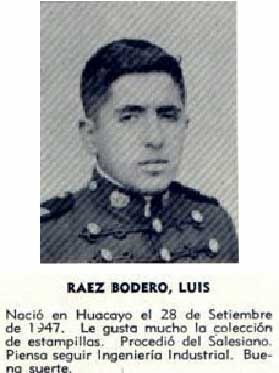 RAEZ BODERO, LUIS
Nació en Huacayo el 28 de Setiembre
de 1947. Le gusta mucho la colección
de estampillas. Procedió del Salesiano.
Piensa seguir Ingeniería Industrial. Bue-
na suerte.